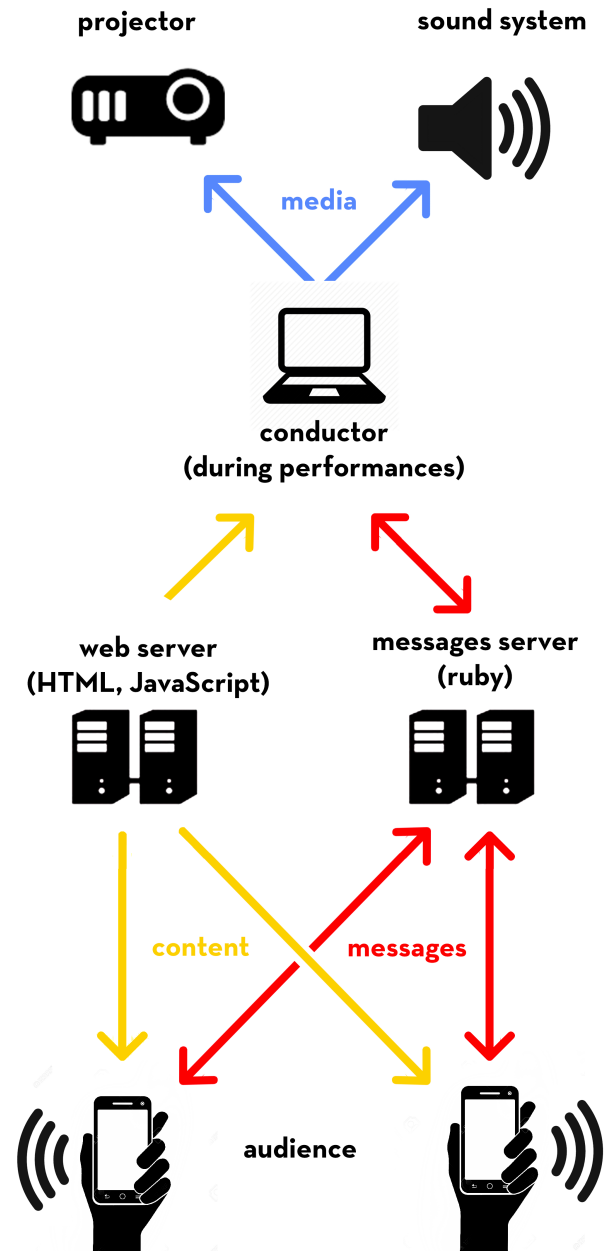 projector
sound system
media
conductor
(during performances)
web server
(HTML, JavaScript)
messages server
(ruby)
content
messages
audience